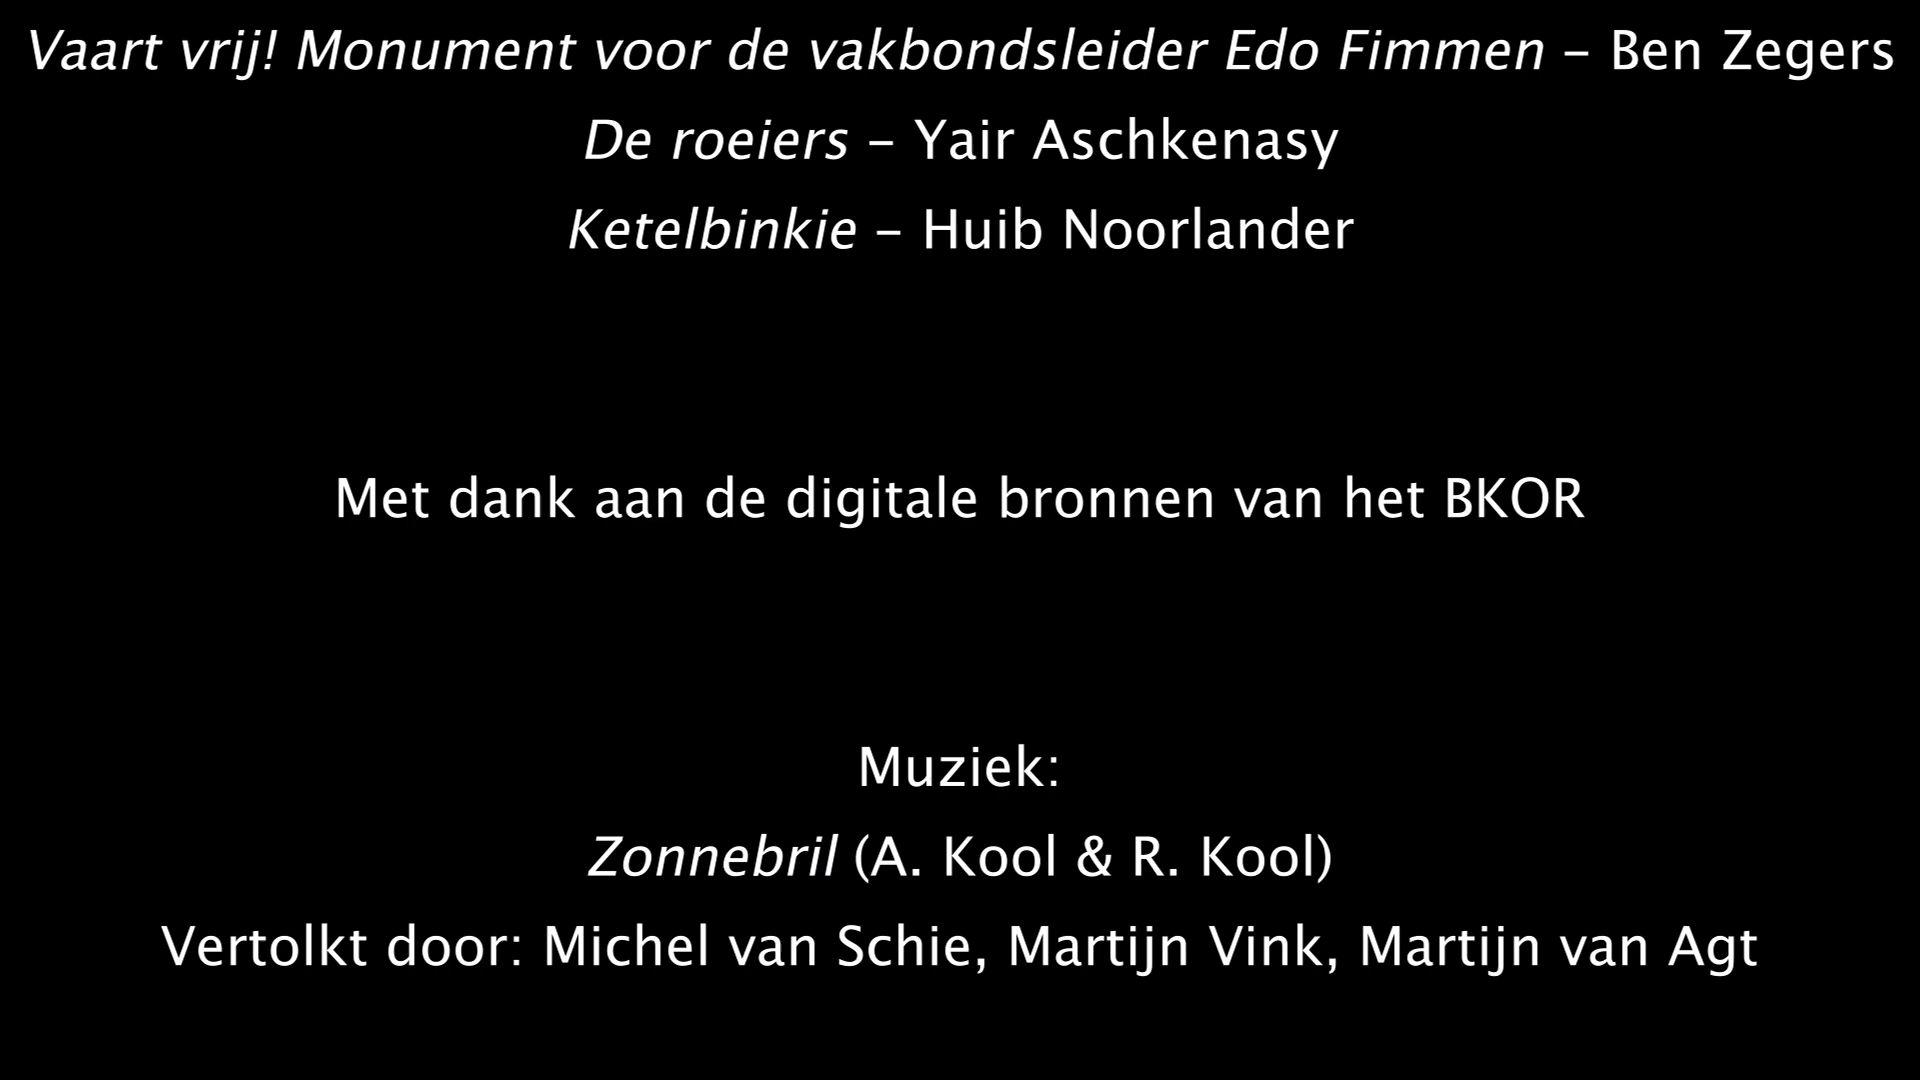 Vaart vrij! Monument voor de vakbondsleider Edo Fimmen – Ben Zegers
De roeiers – Yair Aschkenasy
Ketelbinkie – Huib Noorlander
Met dank aan de digitale bronnen van het BKOR
Muziek:
Zonnebril (A. Kool & R. Kool)
Vertolkt door: Michel van Schie, Martijn Vink, Martijn van Agt